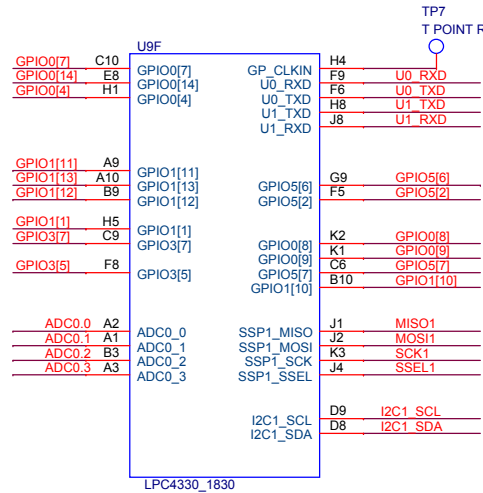 TP7
T POINT R
U9F
GPIO0[7] C10 GPIO0[7] GP_CLKIN H4
GPIO0[14] E8 GPIO0[14] U0_RXD F9 U0_RXD
GPIO0[4] H1 GPIO0[4] U0_TXD F6 U0_TXD
U1_TXD H8 U1_TXD
U1_RXD J8 U1_RXD
GPIO1[11] A9 GPIO1[11]
GPIO1[13] A10 GPIO1[13] GPIO5[6] G9 GPIO5[6]
GPIO1[12] B9 GPIO1[12] GPIO5[2] F5 GPIO5[2]
GPIO1[1] H5 GPIO1[1]
GPIO3[7] C9 GPIO3[7] GPIO0[8] K2 GPIO0[8]
GPIO0[9] K1 GPIO0[9]
GPIO3[5] F8 GPIO3[5] GPIO5[7] C6 GPIO5[7]
GPIO1[10] B10 GPIO1[10]
ADC0.0 A2 ADC0_0 SSP1_MISO J1 MISO1
ADC0.1 A1 ADC0_1 SSP1_MOSI J2 MOSI1
ADC0.2 B3 ADC0_2 SSP1_SCK K3 SCK1
ADC0.3 A3 ADC0_3 SSP1_SSEL J4 SSEL1
I2C1_SCL D9 I2C1_SCL
I2C1_SDA D8 I2C1_SDA
LPC4330_1830